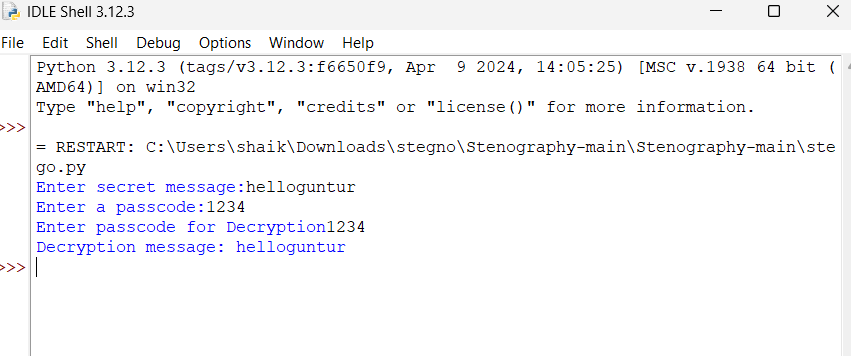 IDLE Shell 3.12.3
File Edit Shell Debug Options Window Help
Python 3.12.3 (tags/v3.12.3:f6650f9, Apr  9 2024, 14:05:25) [MSC v.1938 64 bit (
AMD64)] on win32
Type "help", "copyright", "credits" or "license()" for more information.
>>>
= RESTART: C:\Users\shaik\Downloads\stegno\Stenography-main\Stenography-main\ste
go.py
Enter secret message:helloguntur
Enter a passcode:1234
Enter passcode for Decryption1234
Decryption message: helloguntur
>>>